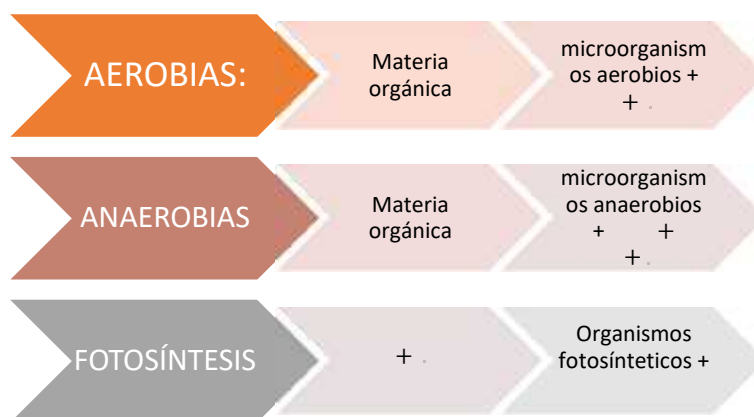 AEROBIAS:
Materia
orgánica
microorganism
os aerobios +
+ .
ANAEROBIAS
Materia
orgánica
microorganism
os anaerobios
+ +
+ .
FOTOSÍNTESIS
+ .
Organismos
fotosínteticos +